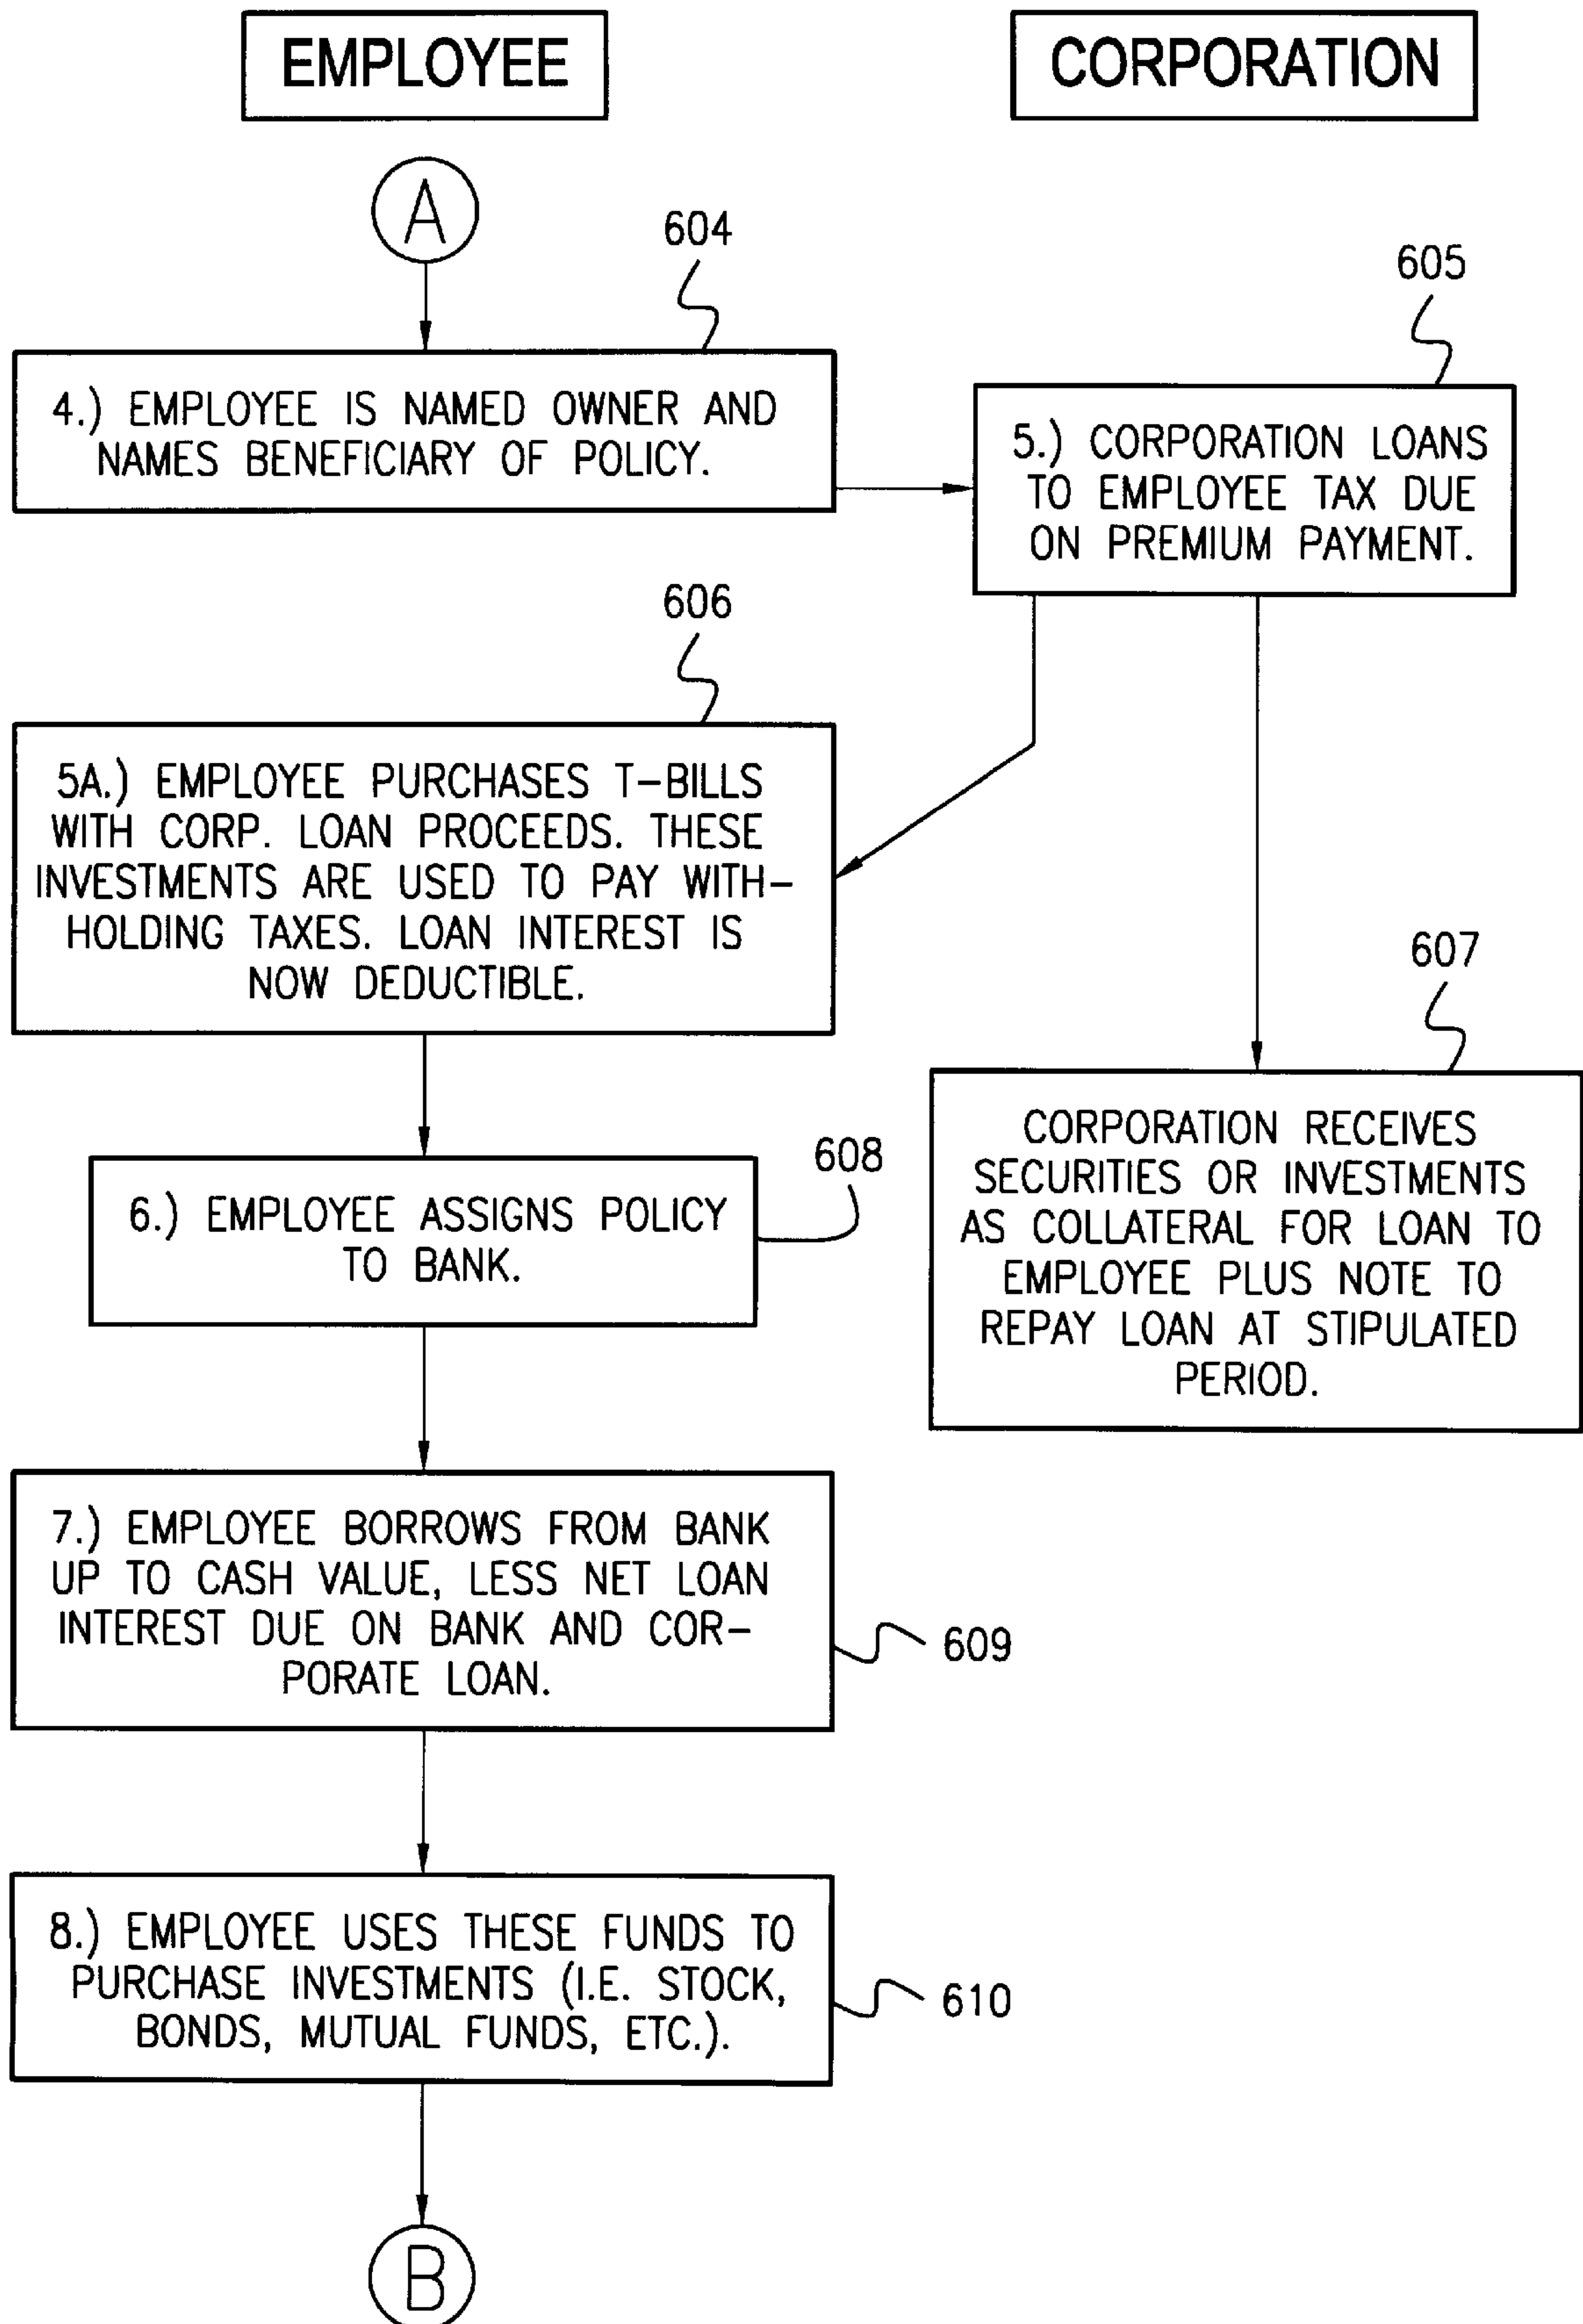 EMPLOYEE
CORPORATION
A
604
605
4.) EMPLOYEE IS NAMED OWNER AND
NAMES BENEFICIARY OF POLICY.
5.) CORPORATION LOANS
TO EMPLOYEE TAX DUE
ON PREMIUM PAYMENT.
606
5A.) EMPLOYEE PURCHASES T-BILLS
WITH CORP. LOAN PROCEEDS. THESE
INVESTMENTS ARE USED TO PAY WITH-
HOLDING TAXES. LOAN INTEREST IS
NOW DEDUCTIBLE.
607
CORPORATION RECEIVES
SECURITIES OR INVESTMENTS
AS COLLATERAL FOR LOAN TO
EMPLOYEE PLUS NOTE TO
REPAY LOAN AT STIPULATED
PERIOD.
608
6.) EMPLOYEE ASSIGNS POLICY
TO BANK.
7.) EMPLOYEE BORROWS FROM BANK
UP TO CASH VALUE, LESS NET LOAN
INTEREST DUE ON BANK AND COR-
PORATE LOAN.
609
8.) EMPLOYEE USES THESE FUNDS TO
PURCHASE INVESTMENTS (I.E. STOCK,
BONDS, MUTUAL FUNDS, ETC.).
610
B